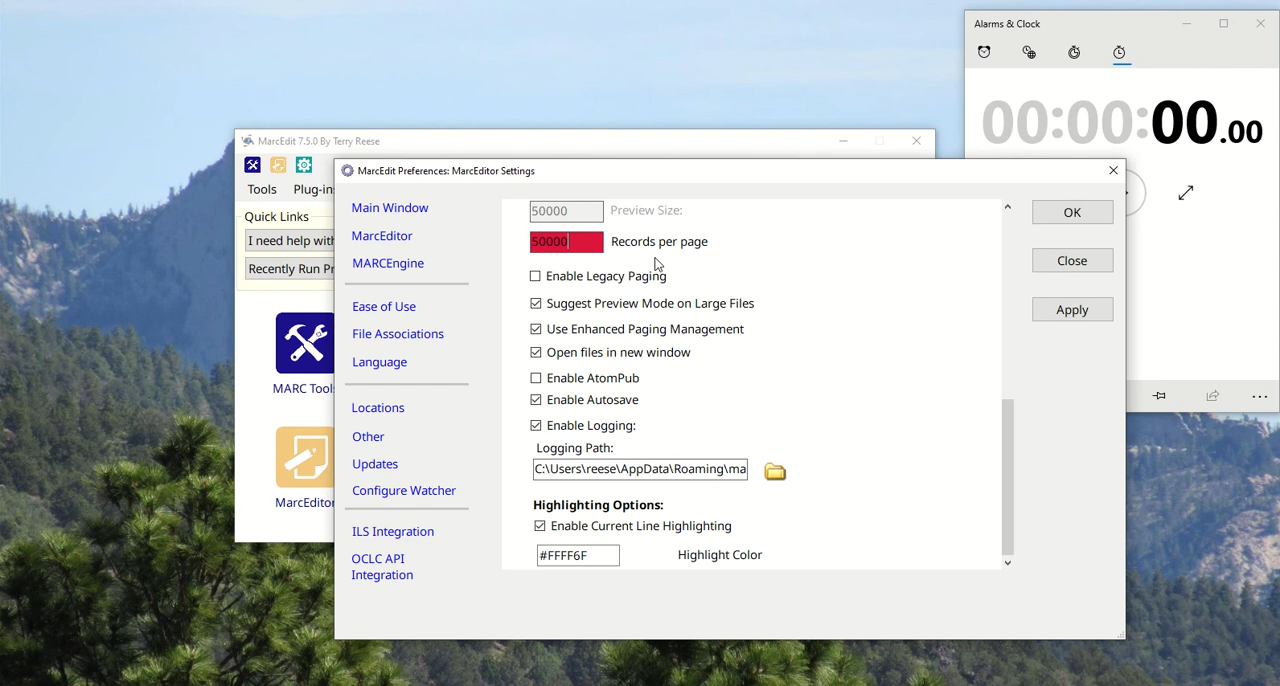 Alarms & Clock
00:00:00.00
MarcEdit 7.5.0 By Terry Reese
Tools Plug-in
Quick Links
I need help with
Recently Run Pr
MARC Tools
MarcEditor
MarcEdit Preferences: MarcEditor Settings
Main Window
MarcEditor
MARCEngine
Ease of Use
File Associations
Language
Locations
Other
Updates
Configure Watcher
ILS Integration
OCLC API
Integration
50000 Preview Size:
50000 Records per page
Enable Legacy Paging
Suggest Preview Mode on Large Files
Use Enhanced Paging Management
Open files in new window
Enable AtomPub
Enable Autosave
Enable Logging:
Logging Path:
C:\Users\reese\AppData\Roaming\ma
Highlighting Options:
Enable Current Line Highlighting
#FFFF6F Highlight Color
OK
Close
Apply